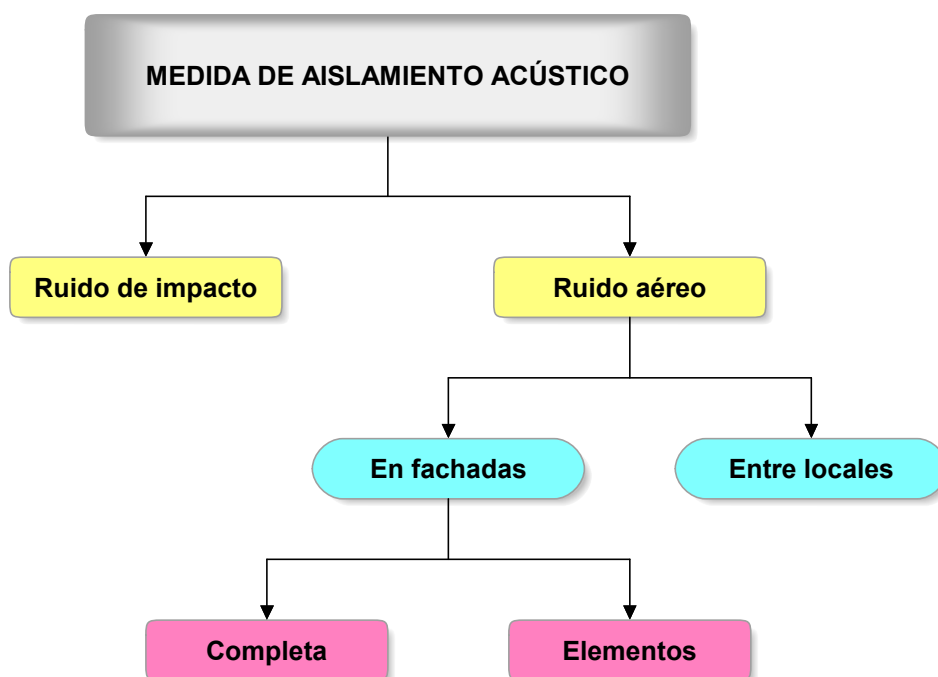 MEDIDA DE AISLAMIENTO ACÚSTICO
Ruido de impacto
Ruido aéreo
En fachadas
Entre locales
Completa
Elementos